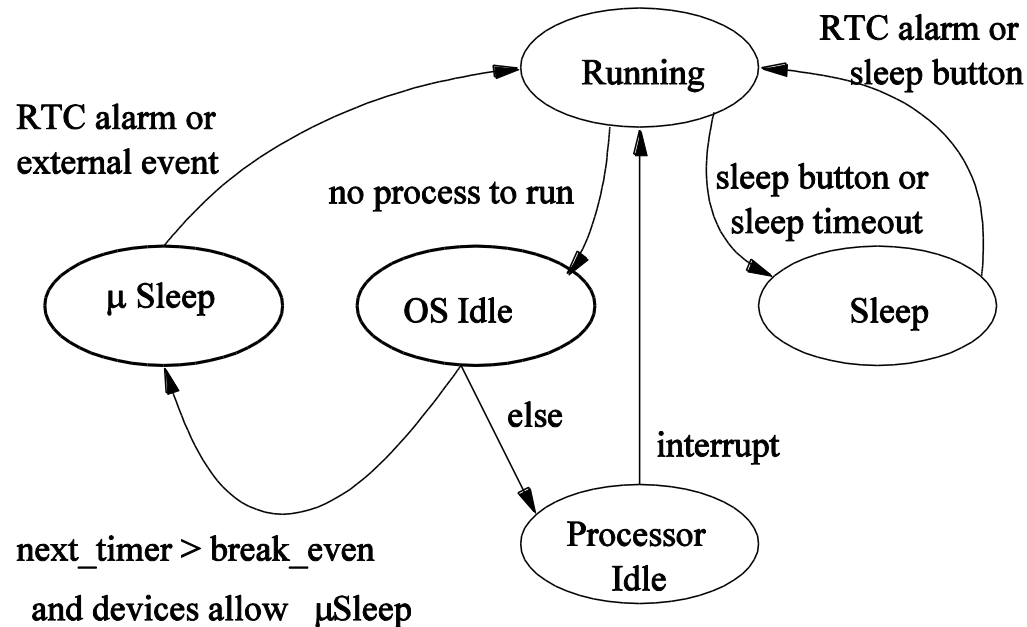 Running
RTC alarm or
sleep button
RTC alarm or
external event
no process to run
sleep button or
sleep timeout
μ Sleep
OS Idle
Sleep
else
interrupt
Processor
Idle
next_timer > break_even
and devices allow μSleep